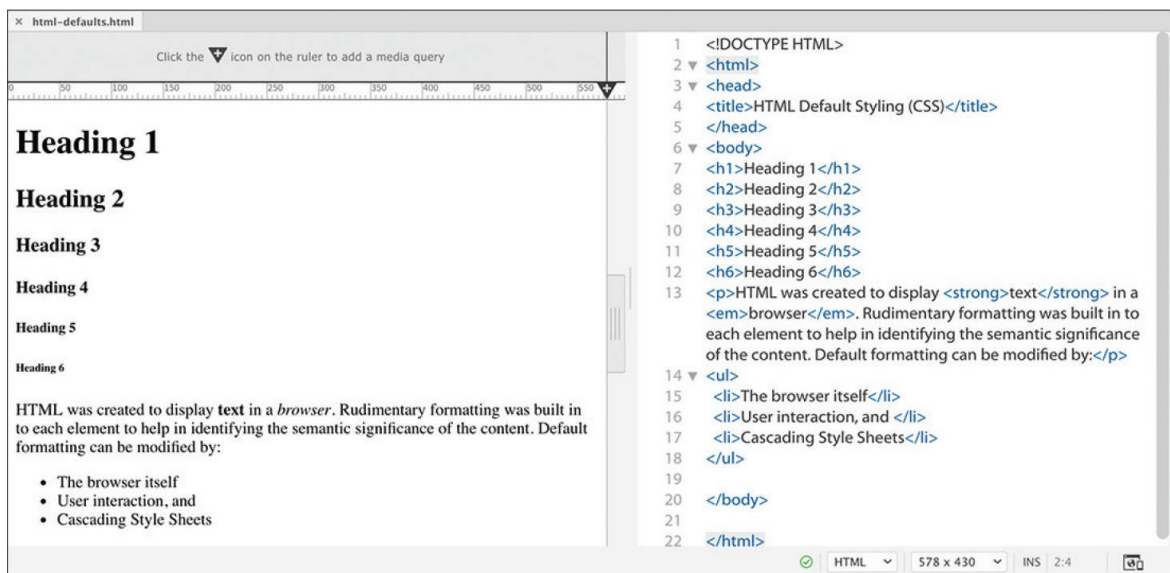 × html-defaults.html
Click the icon on the ruler to add a media query
0 50 100 150 200 250 300 350 400 450 500 550
Heading 1
Heading 2
Heading 3
Heading 4
Heading 5
Heading 6
HTML was created to display text in a browser. Rudimentary formatting was built in
to each element to help in identifying the semantic significance of the content. Default
formatting can be modified by:
• The browser itself
• User interaction, and
• Cascading Style Sheets
1 <!DOCTYPE HTML>
2 ▼ <html>
3 ▼ <head>
4 <title>HTML Default Styling (CSS)</title>
5 </head>
6 ▼ <body>
7 <h1>Heading 1</h1>
8 <h2>Heading 2</h2>
9 <h3>Heading 3</h3>
10 <h4>Heading 4</h4>
11 <h5>Heading 5</h5>
12 <h6>Heading 6</h6>
13 <p>HTML was created to display <strong>text</strong> in a
<em>browser</em>. Rudimentary formatting was built in to
each element to help in identifying the semantic significance
of the content. Default formatting can be modified by:</p>
14 ▼ <ul>
15 <li>The browser itself</li>
16 <li>User interaction, and </li>
17 <li>Cascading Style Sheets</li>
18 </ul>
19
20 </body>
21
22 </html>
HTML 578 x 430 INS 2:4